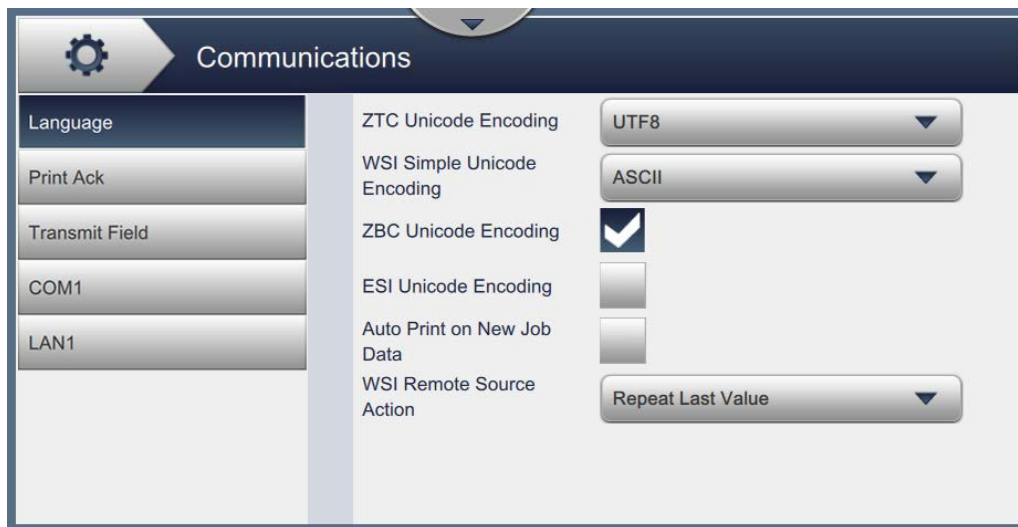 Communications
Language
Print Ack
Transmit Field
COM1
LAN1
ZTC Unicode Encoding
UTF8
WSI Simple Unicode
Encoding
ASCII
ZBC Unicode Encoding
ESI Unicode Encoding
Auto Print on New Job
Data
WSI Remote Source
Action
Repeat Last Value